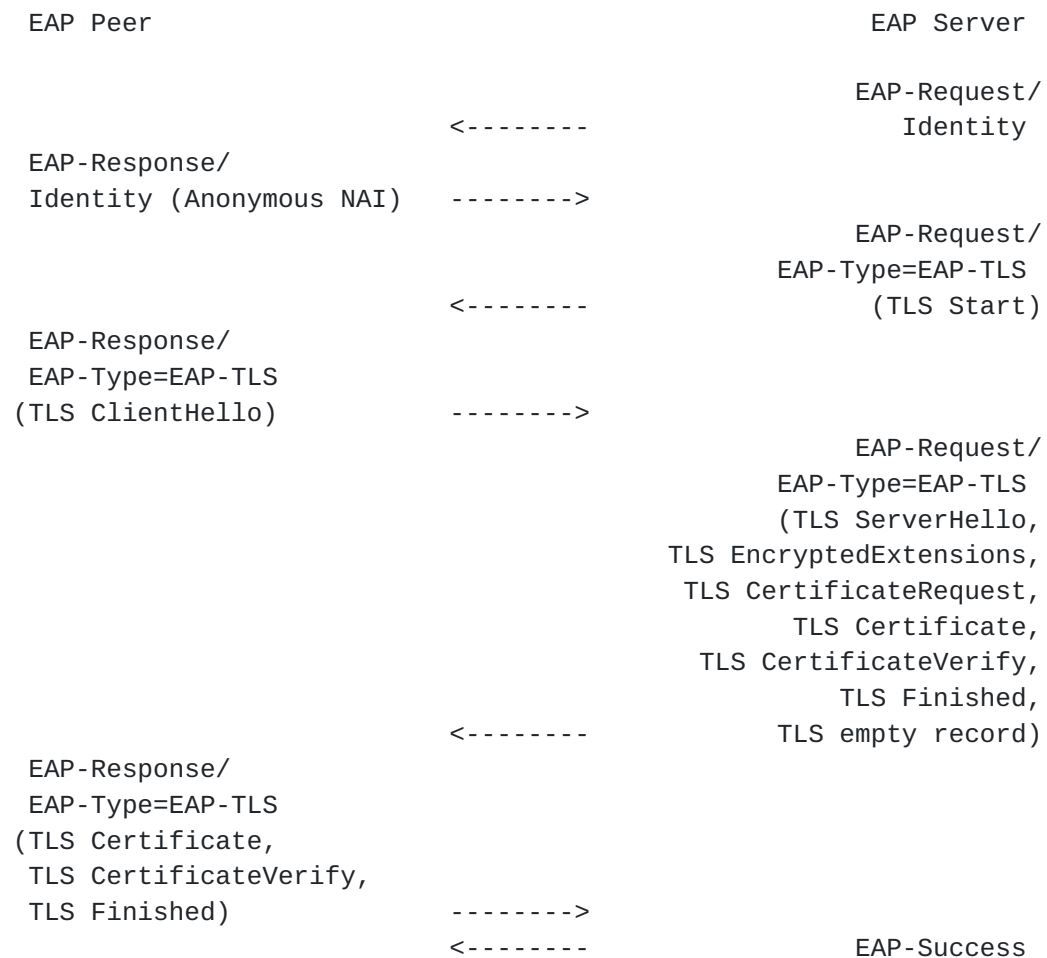 EAP Peer                                              EAP Server

                                                     EAP-Request/
                           <--------                    Identity
EAP-Response/
Identity (Anonymous NAI)   -------->
                                                     EAP-Request/
                                                EAP-Type=EAP-TLS
                           <--------                  (TLS Start)
EAP-Response/
EAP-Type=EAP-TLS
(TLS ClientHello)           -------->
                                                     EAP-Request/
                                                EAP-Type=EAP-TLS
                                                (TLS ServerHello,
                                         TLS EncryptedExtensions,
                                          TLS CertificateRequest,
                                                 TLS Certificate,
                                           TLS CertificateVerify,
                                                    TLS Finished,
                           <--------            TLS empty record)
EAP-Response/
EAP-Type=EAP-TLS
(TLS Certificate,
TLS CertificateVerify,
TLS Finished)              -------->
                           <--------                 EAP-Success